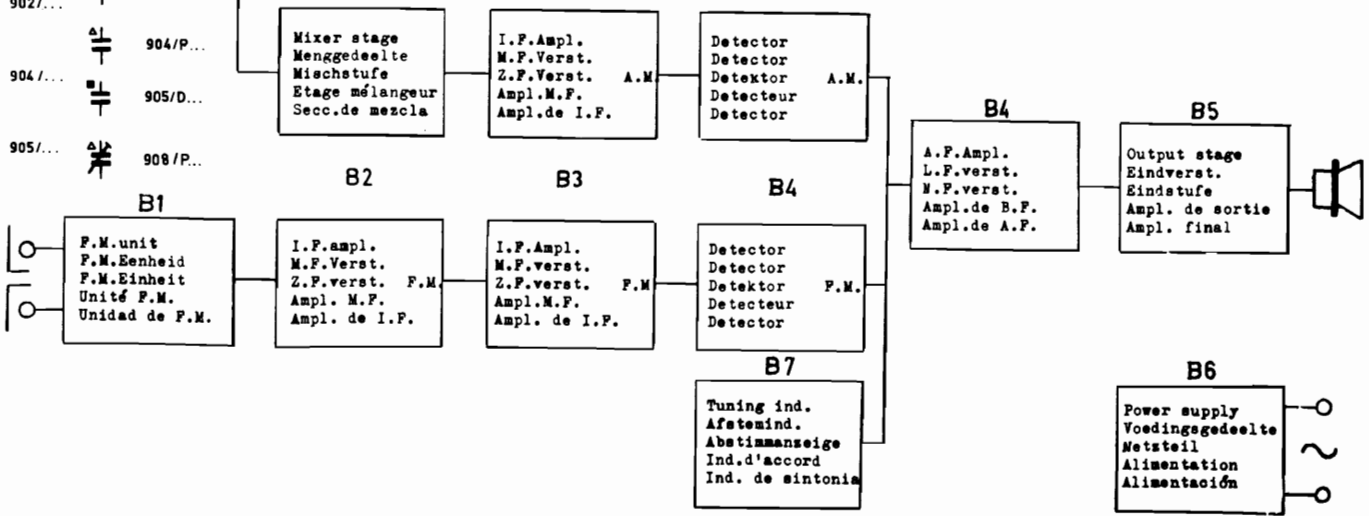 902/...
904/P...
904/...
905/D...
905/...
908/P...
Mixer stage
Menggedeelte
Mischstufe
Etage mélangeur
Secc.de mezcla
I.F.Ampl.
M.F.Verst.
Z.F.Verst. A.M
Ampl.M.F.
Ampl.de I.F.
Detector
Detector
Detektor A.M.
Detecteur
Detector
B4
A.F.Ampl.
L.F.verst.
N.F.verst.
Ampl.de B.F.
Ampl.de A.F.
B5
Output stage
Eindverst.
Eindstufe
Ampl. de sortie
Ampl. final
B1
F.M.unit
F.M.Eenheid
F.M.Einheit
Unité F.M.
Unidad de F.M.
B2
I.F.ampl.
M.F.Verst.
Z.F.verst. F.M.
Ampl. M.F.
Ampl. de I.F.
B3
I.F.Ampl.
M.F.verst.
Z.F.verst. F.M
Ampl.M.F.
Ampl. de I.F.
B4
Detector
Detector
Detektor F.M.
Detecteur
Detector
B7
Tuning ind.
Afstemind.
Abstimmanzeige
Ind.d'accord
Ind. de sintonia
B6
Power supply
Voedingsgedeelte
Netzteil
Alimentation
Alimentación